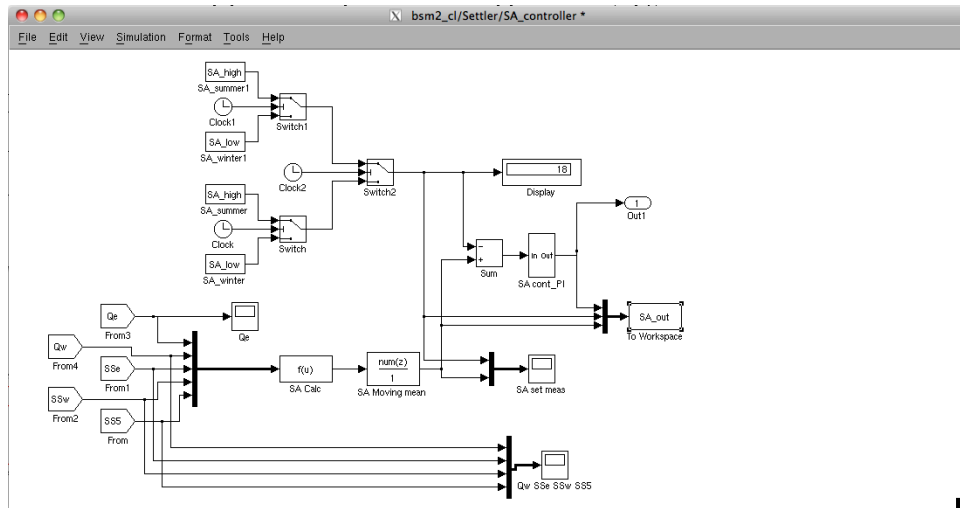 bsm2_cl/Settler/SA_controller *
File Edit View Simulation Format Tools Help
SA_high
SA_summer1
Clock1
Switch1
SA_low
SA_winter1
Clock2
Switch2
18
Display
SA_high
SA_summer
Clock
Switch
SA_low
SA_winter
1
Out1
−
+
Sum
In Out
SA cont_PI
SA_out
To Workspace
Qe
From3
Qe
Qw
From4
SSe
From1
SSw
From2
SS5
From
f(u)
SA Calc
num(z)
1
SA Moving mean
SA set meas
Qw SSe SSw SS5